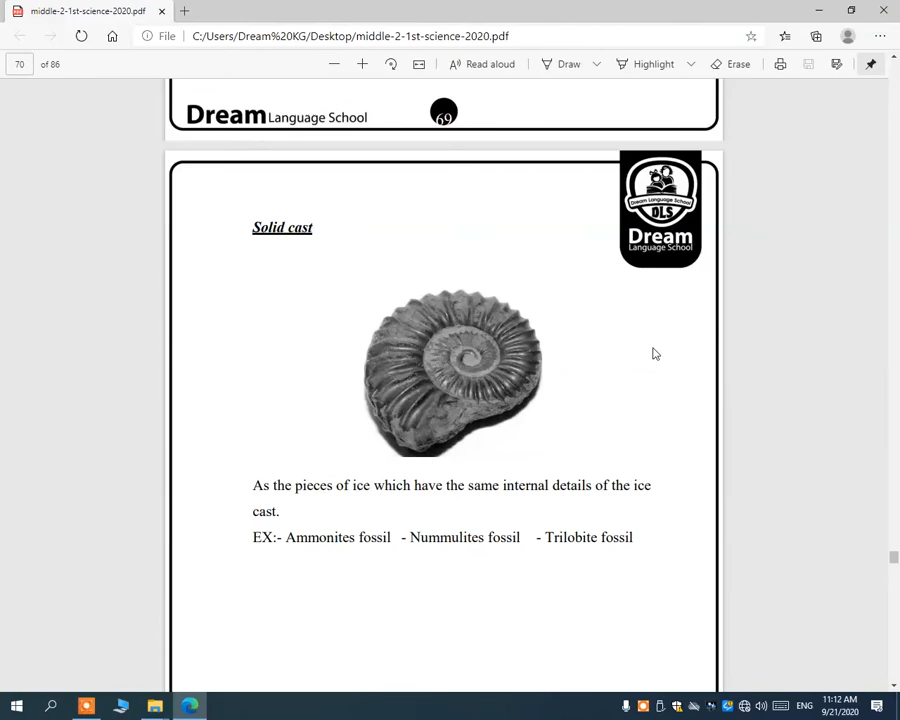 middle-2-1st-science-2020.pdf
File C:/Users/Dream%20KG/Desktop/middle-2-1st-science-2020.pdf
70 of 86 Read aloud Draw Highlight Erase
Dream Language School 69
Dream Language School
DLS
Dream
Language School
Solid cast
As the pieces of ice which have the same internal details of the ice
cast.
EX:- Ammonites fossil - Nummulites fossil - Trilobite fossil
ENG 11:12 AM
9/21/2020